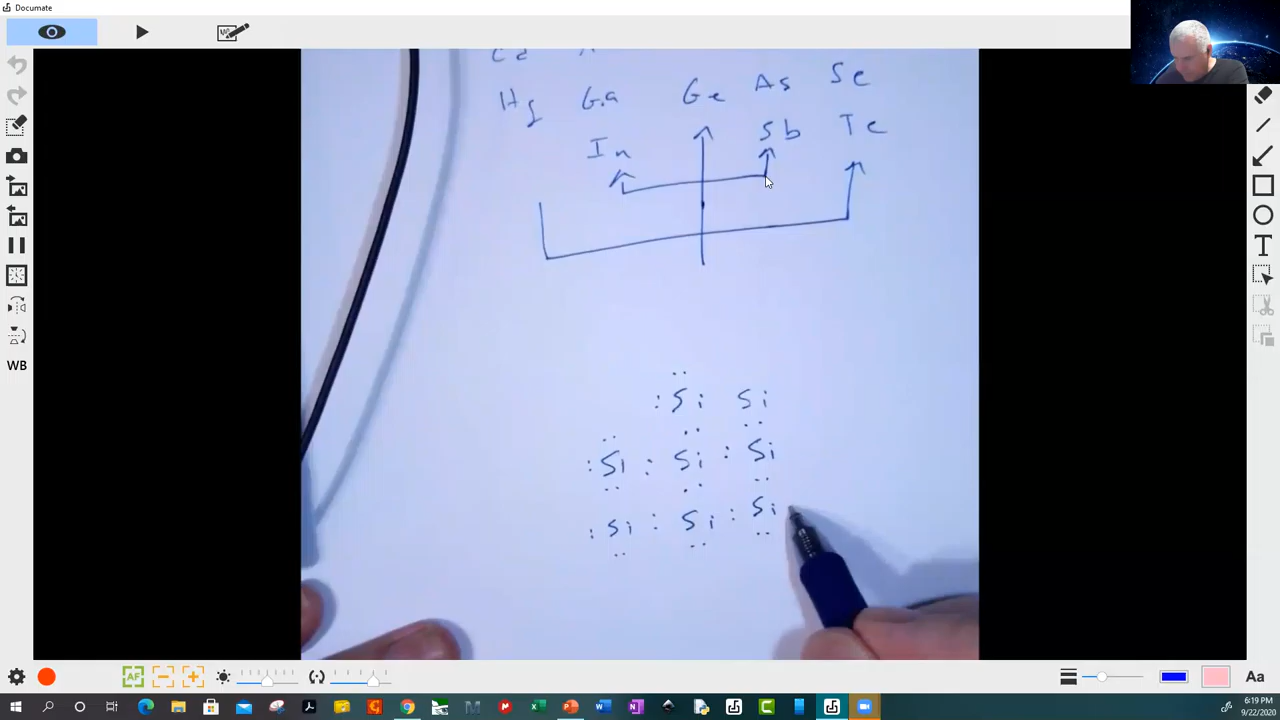 Documate
Hg Ga Ge As Se
In Sb Te
:Si Si
:Si : Si : Si
:Si : Si : Si
WB
T
AF
Aa
6:19 PM
9/22/2020